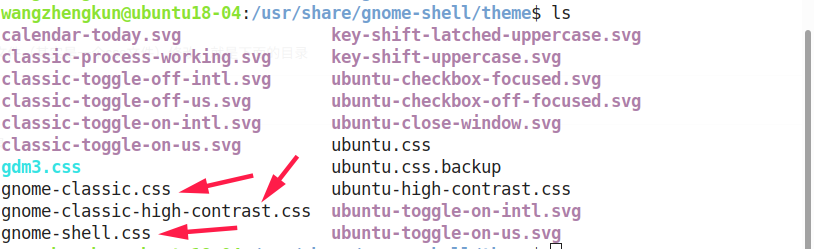 wangzhengkun@ubuntu18-04:/usr/share/gnome-shell/theme$ ls
calendar-today.svg key-shift-latched-uppercase.svg
classic-process-working.svg key-shift-uppercase.svg
classic-toggle-off-intl.svg ubuntu-checkbox-focused.svg
classic-toggle-off-us.svg ubuntu-checkbox-off-focused.svg
classic-toggle-on-intl.svg ubuntu-close-window.svg
classic-toggle-on-us.svg ubuntu.css
gdm3.css ubuntu.css.backup
gnome-classic.css ubuntu-high-contrast.css
gnome-classic-high-contrast.css ubuntu-toggle-on-intl.svg
gnome-shell.css ubuntu-toggle-on-us.svg